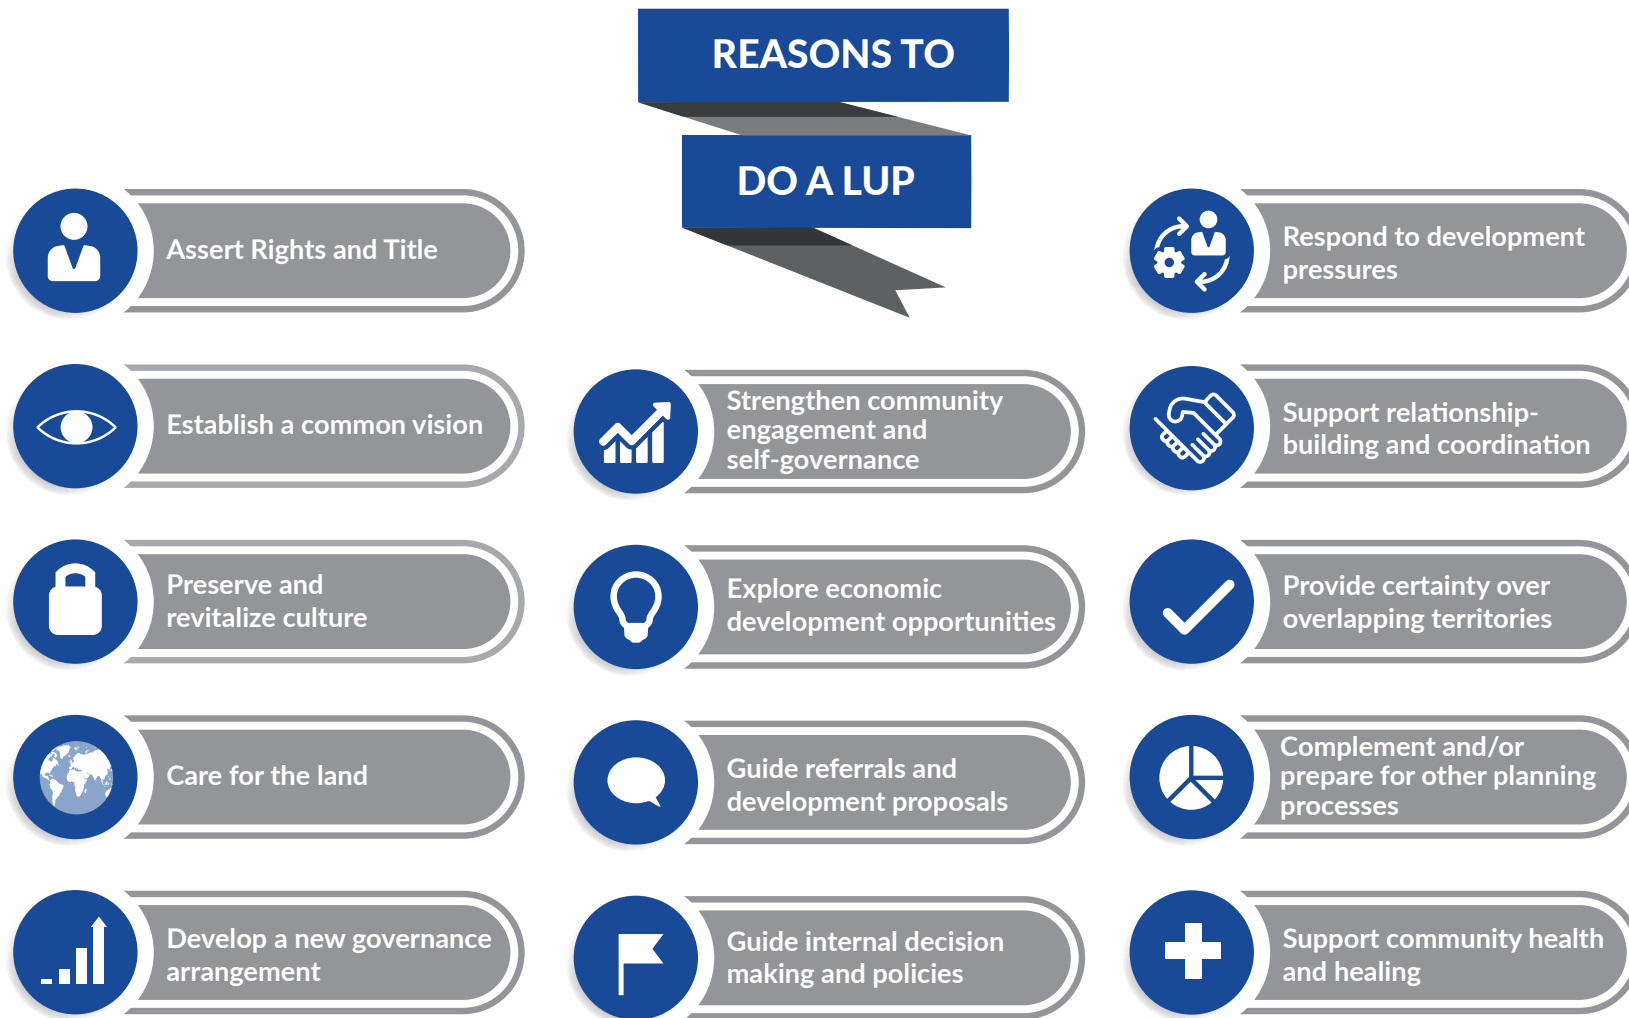 REASONS TO
DO A LUP
Assert Rights and Title
Establish a common vision
Preserve and
revitalize culture
Care for the land
Develop a new governance
arrangement
Strengthen community
engagement and
self-governance
Explore economic
development opportunities
Guide referrals and
development proposals
Guide internal decision
making and policies
Respond to development
pressures
Support relationship-
building and coordination
Provide certainty over
overlapping territories
Complement and/or
prepare for other planning
processes
Support community health
and healing